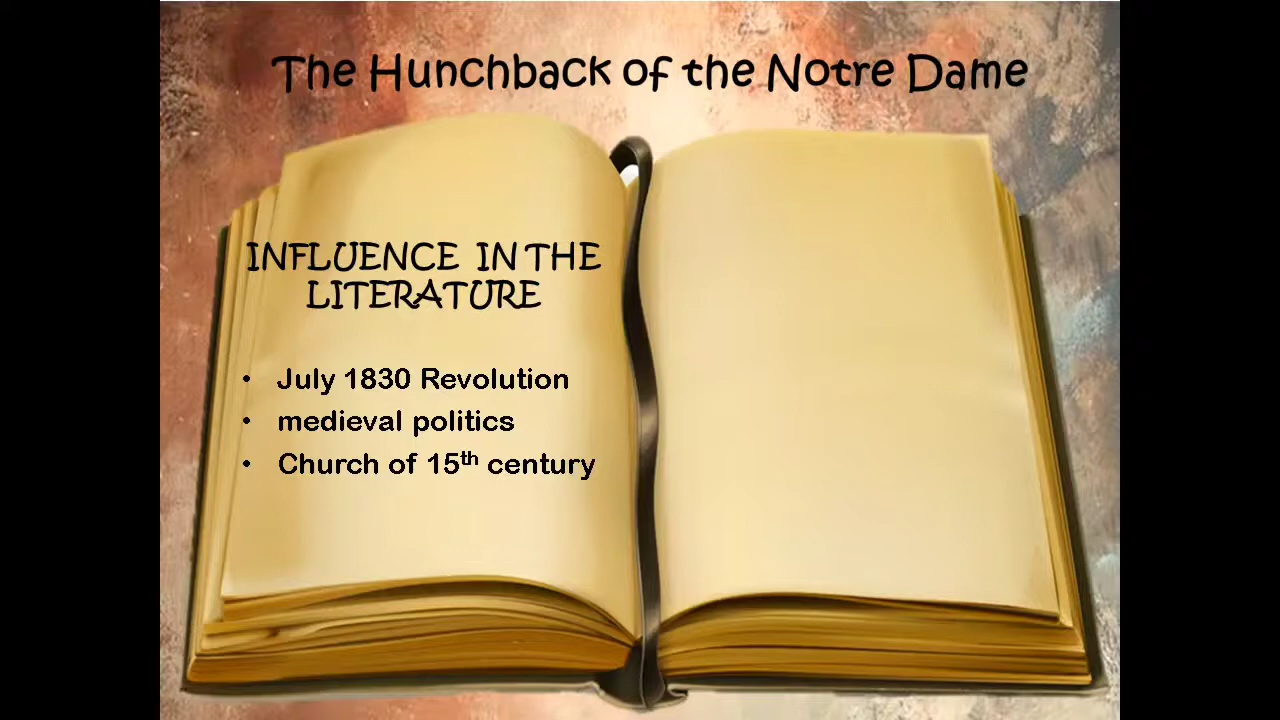 The Hunchback of the Notre Dame
INFLUENCE IN THE
LITERATURE
• July 1830 Revolution
• medieval politics
• Church of 15th century